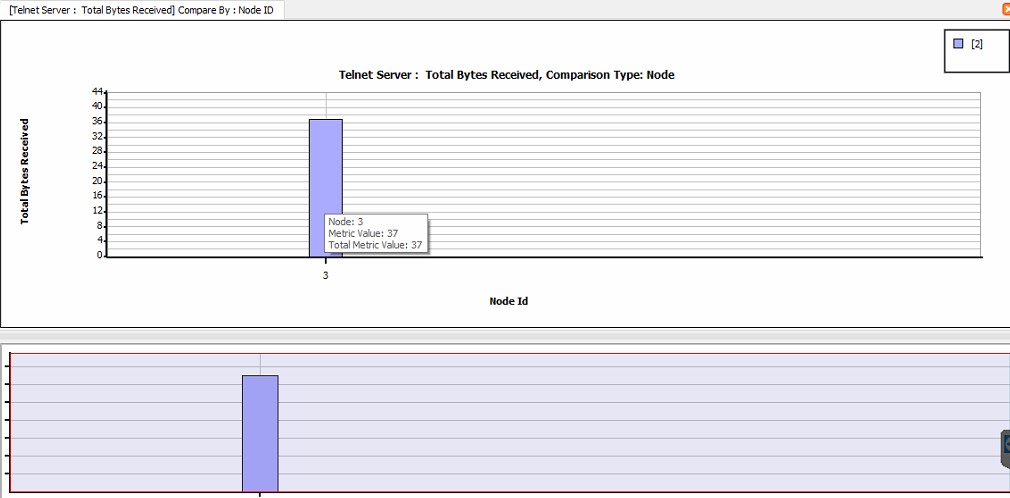 [Telnet Server :  Total Bytes Received] Compare By : Node ID
[2]
Telnet Server :  Total Bytes Received, Comparison Type: Node
Total Bytes Received
44
40
36
32
28
24
20
16
12
8
4
0
Node: 3
Metric Value: 37
Total Metric Value: 37
3
Node Id